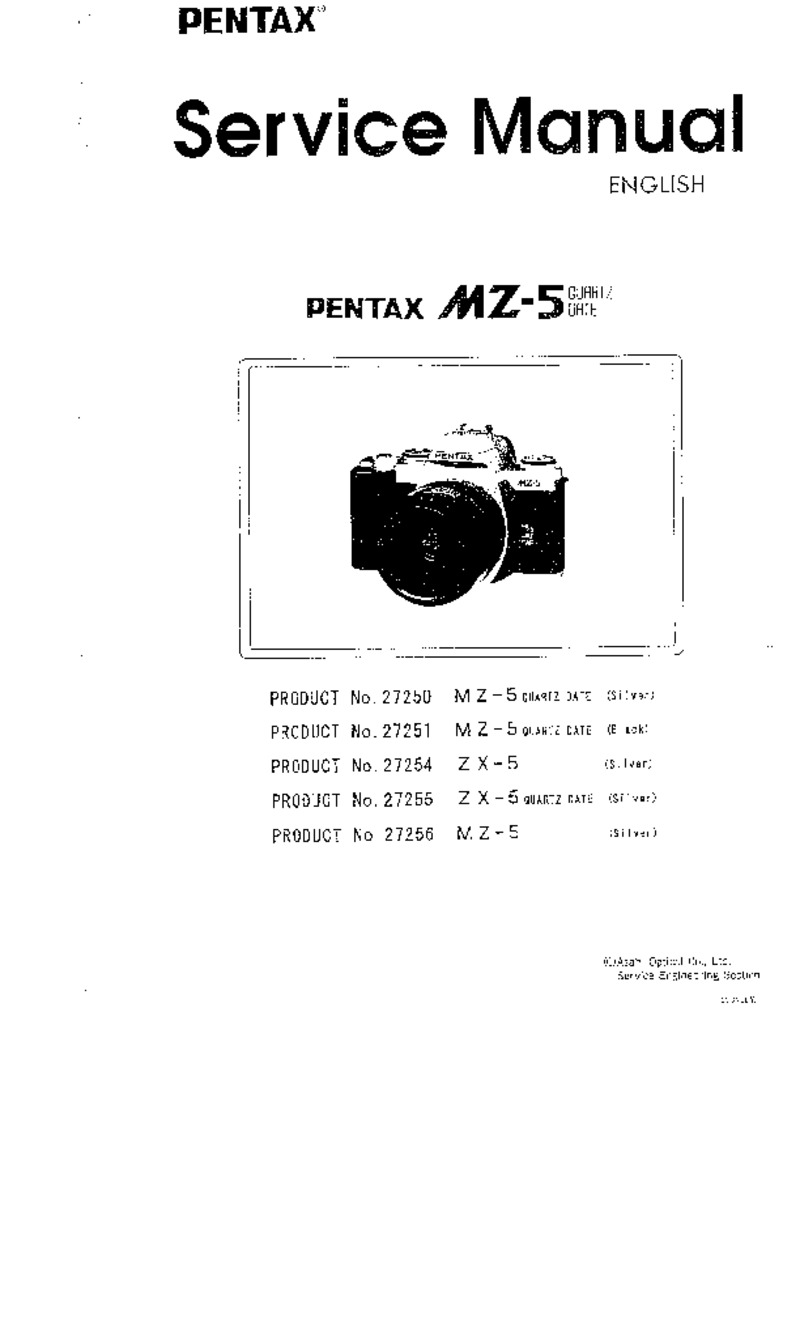 PENTAX®
Service Manual
ENGLISH
PENTAX MZ-5 QUARTZ
DATE
PENTAX
MZ-5
PRODUCT No. 27250 MZ-5 QUARTZ DATE (Silver)
PRODUCT No. 27251 MZ-5 QUARTZ DATE (Black)
PRODUCT No. 27254 ZX-5 (Silver)
PRODUCT No. 27255 ZX-5 QUARTZ DATE (Silver)
PRODUCT No 27256 MZ-5 (Silver)
(C)Asahi Optical Co., Ltd.
Service Engineering Section